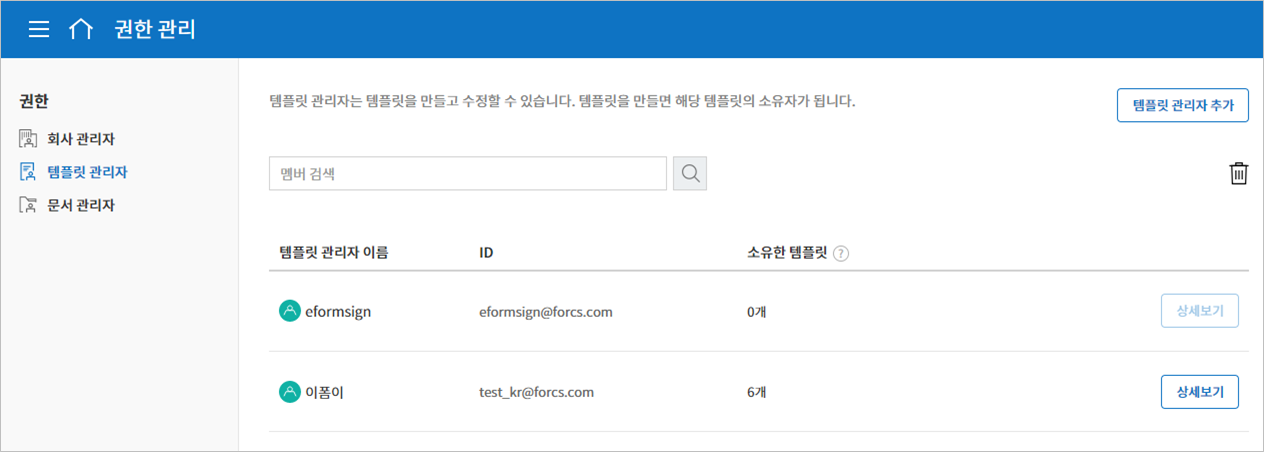 권한 관리
권한
회사 관리자
템플릿 관리자
문서 관리자
템플릿 관리자는 템플릿을 만들고 수정할 수 있습니다. 템플릿을 만들면 해당 템플릿의 소유자가 됩니다.
템플릿 관리자 추가
멤버 검색
템플릿 관리자 이름 ID 소유한 템플릿 ?
eformsign eformsign@forcs.com 0개 상세보기
이폼이 test_kr@forcs.com 6개 상세보기